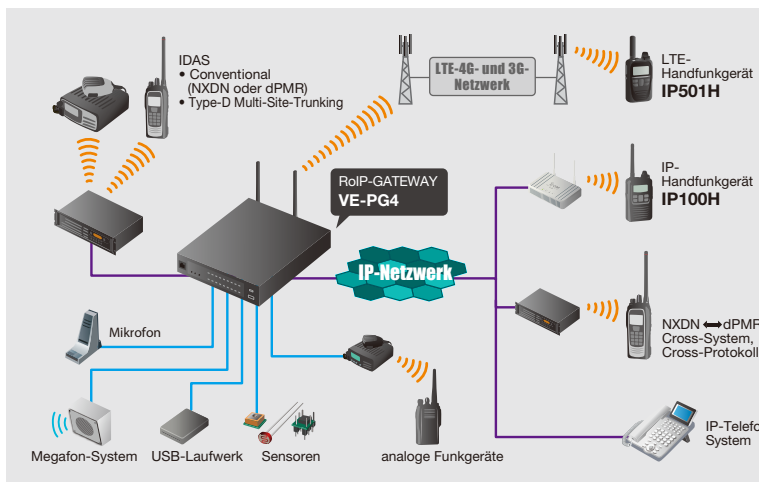 IDAS
• Conventional
(NXDN oder dPMR)
• Type-D Multi-Site-Trunking
LTE-4G- und 3G-
Netzwerk
LTE-
Handfunkgerät
IP501H
RoIP-GATEWAY
VE-PG4
IP-
Handfunkgerät
IP100H
IP-Netzwerk
Mikrofon
NXDN ⟷ dPMR
Cross-System,
Cross-Protokoll
Megafon-System
USB-Laufwerk
Sensoren
analoge Funkgeräte
IP-Telefo
System